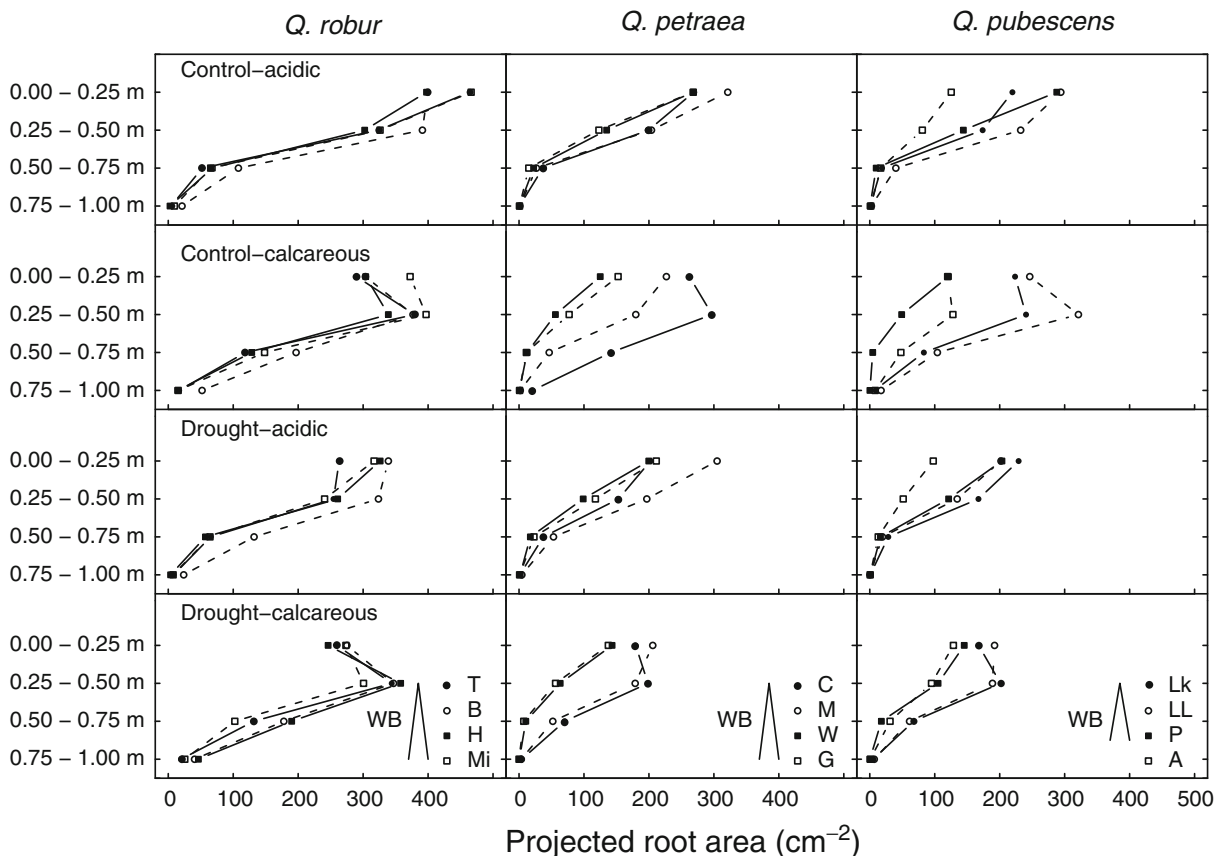 Q. robur Q. petraea Q. pubescens
Control–acidic
0.00 – 0.25 m
0.25 – 0.50 m
0.50 – 0.75 m
0.75 – 1.00 m
Control–calcareous
0.00 – 0.25 m
0.25 – 0.50 m
0.50 – 0.75 m
0.75 – 1.00 m
Drought–acidic
0.00 – 0.25 m
0.25 – 0.50 m
0.50 – 0.75 m
0.75 – 1.00 m
Drought–calcareous
0.00 – 0.25 m
0.25 – 0.50 m
0.50 – 0.75 m
0.75 – 1.00 m
WB
T
B
H
Mi
WB
C
M
W
G
WB
Lk
LL
P
A
0 100 200 300 400 0 100 200 300 400 0 100 200 300 400 500
Projected root area (cm⁻²)